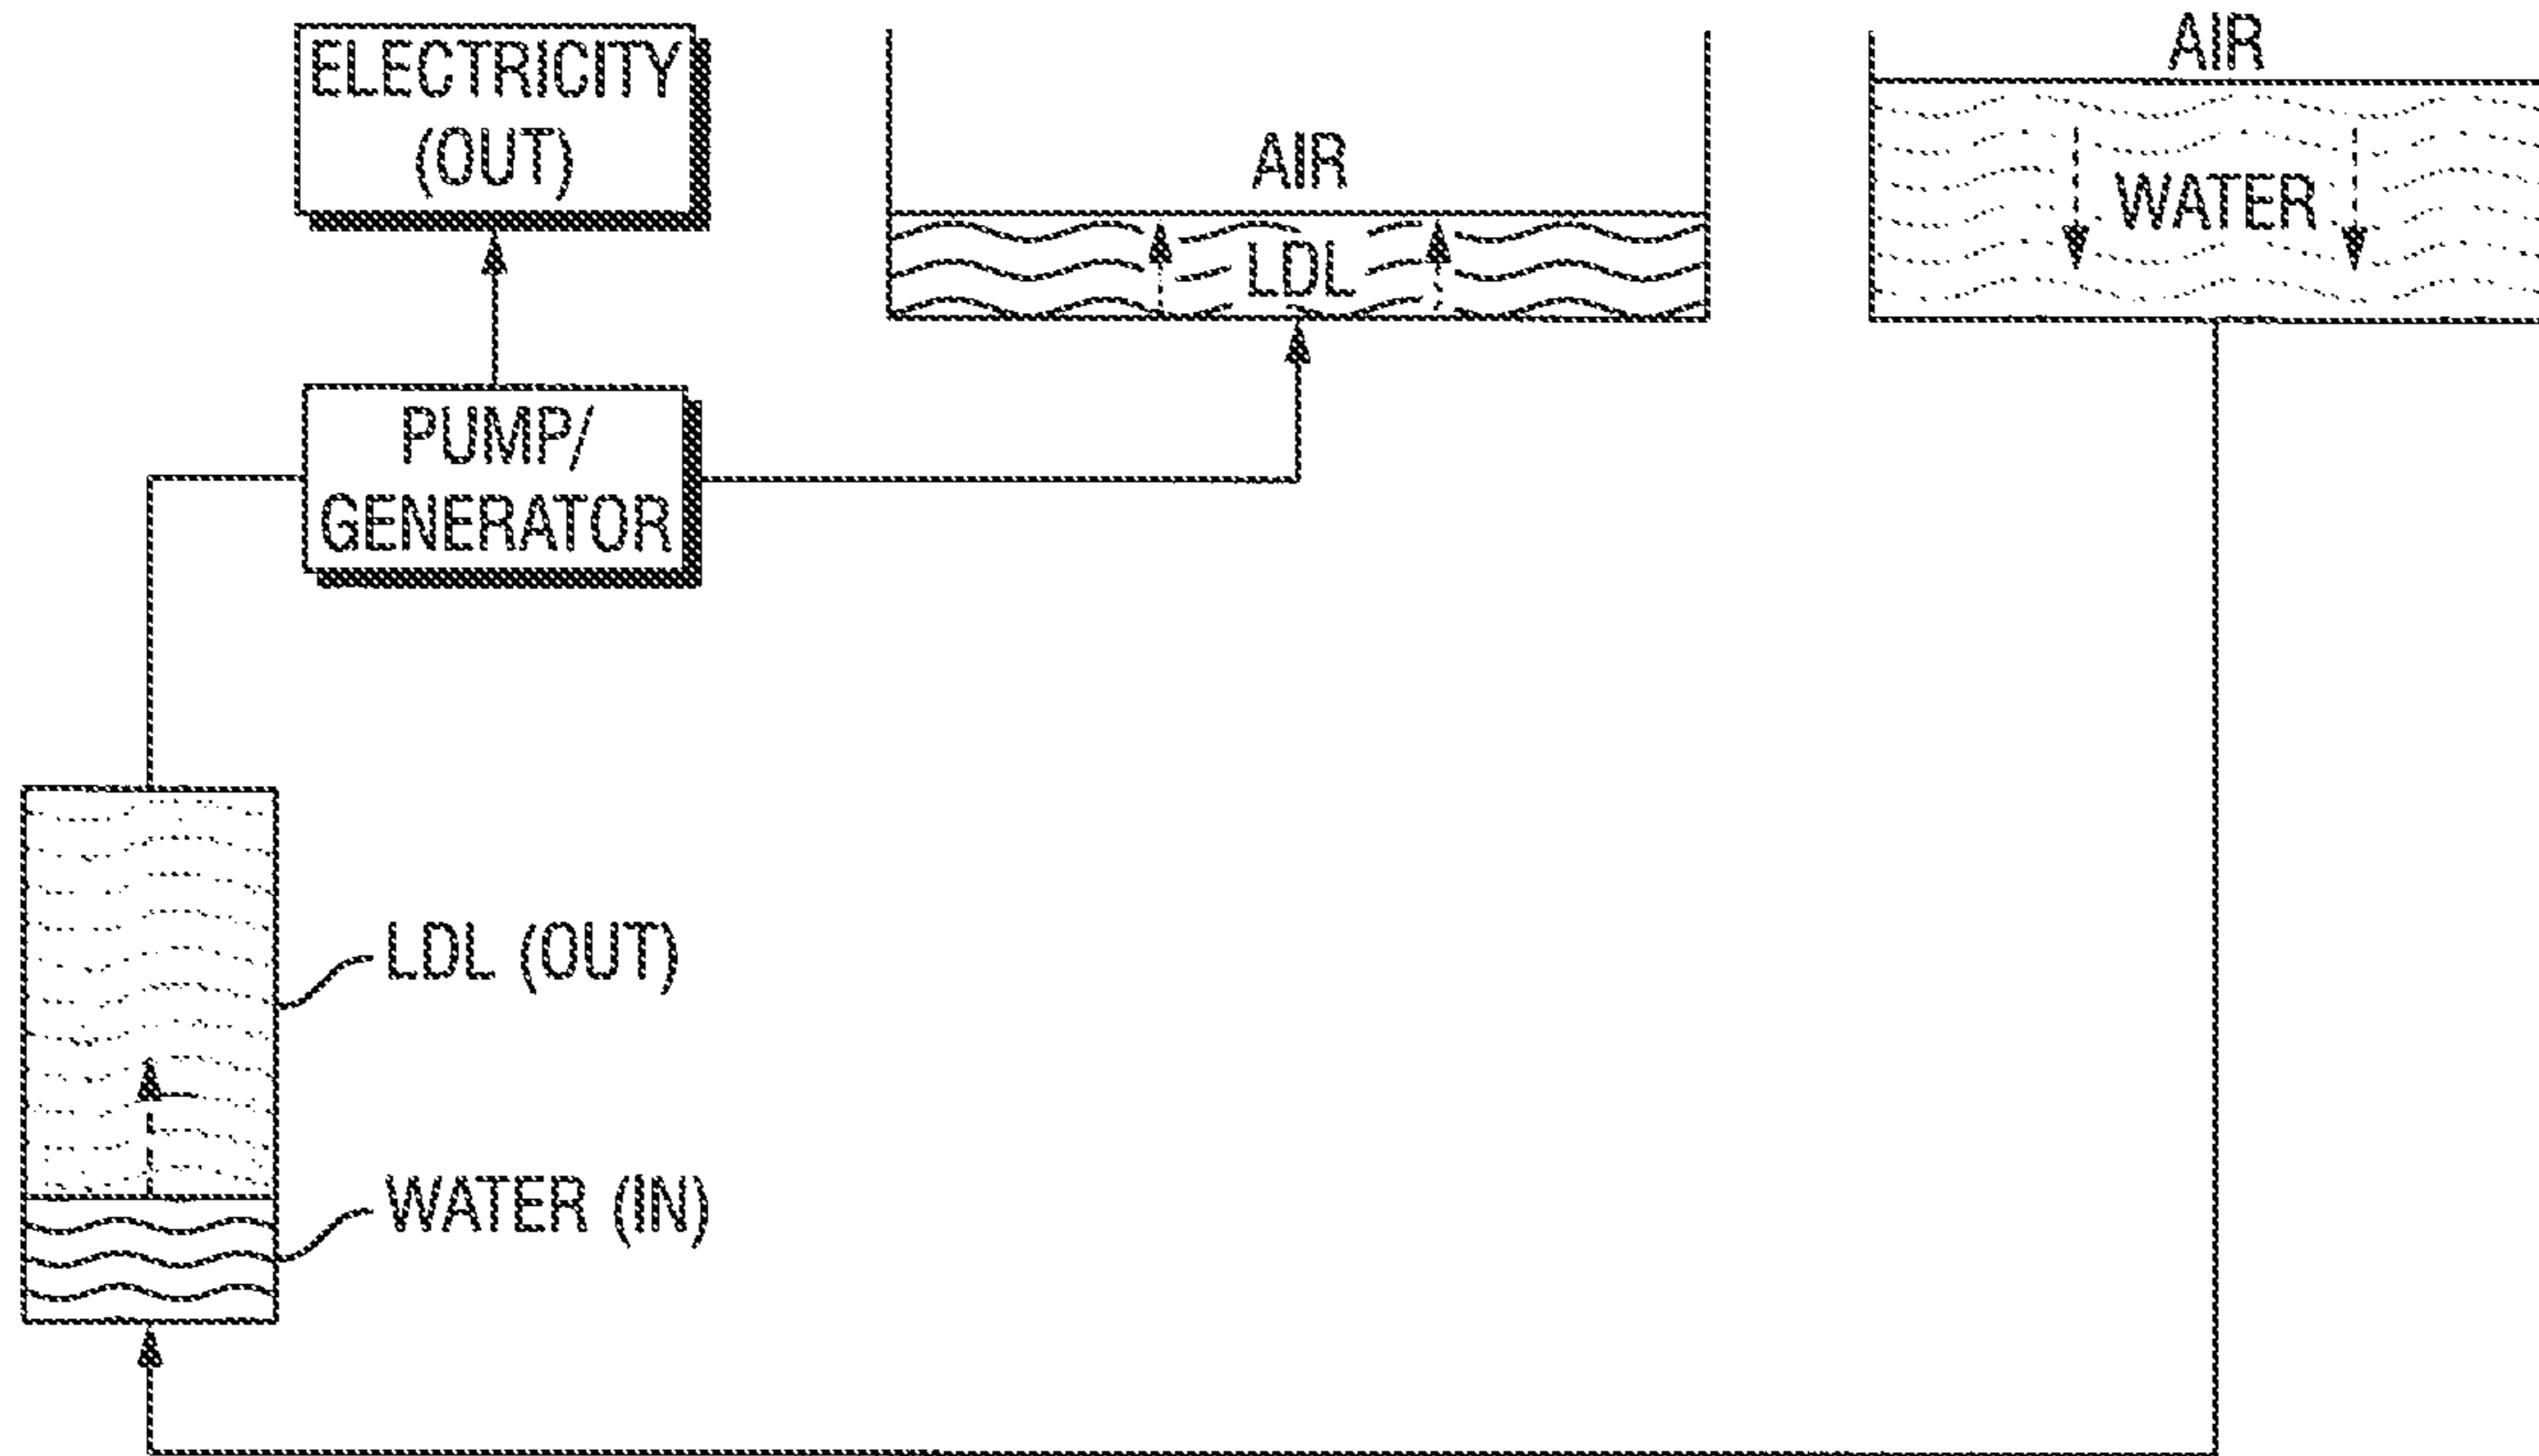 ELECTRICITY
(OUT)
AIR
LDL
AIR
WATER
PUMP/
GENERATOR
LDL (OUT)
WATER (IN)